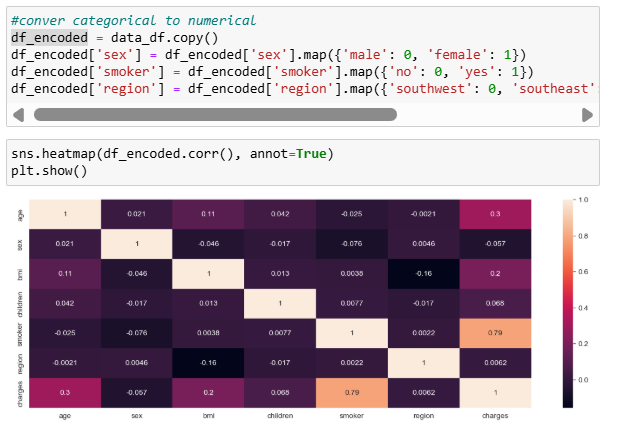 #conver categorical to numerical
df_encoded = data_df.copy()
df_encoded['sex'] = df_encoded['sex'].map({'male': 0, 'female': 1})
df_encoded['smoker'] = df_encoded['smoker'].map({'no': 0, 'yes': 1})
df_encoded['region'] = df_encoded['region'].map({'southwest': 0, 'southeast'
sns.heatmap(df_encoded.corr(), annot=True)
plt.show()
age 1 0.021 0.11 0.042 -0.025 -0.0021 0.3
sex 0.021 1 -0.046 -0.017 -0.076 0.0046 -0.057
bmi 0.11 -0.046 1 0.013 0.0038 -0.16 0.2
children 0.042 -0.017 0.013 1 0.0077 -0.017 0.068
smoker -0.025 -0.076 0.0038 0.0077 1 0.0022 0.79
region -0.0021 0.0046 -0.16 -0.017 0.0022 1 0.0062
charges 0.3 -0.057 0.2 0.068 0.79 0.0062 1
age sex bmi children smoker region charges
1.0
0.8
0.6
0.4
0.2
0.0